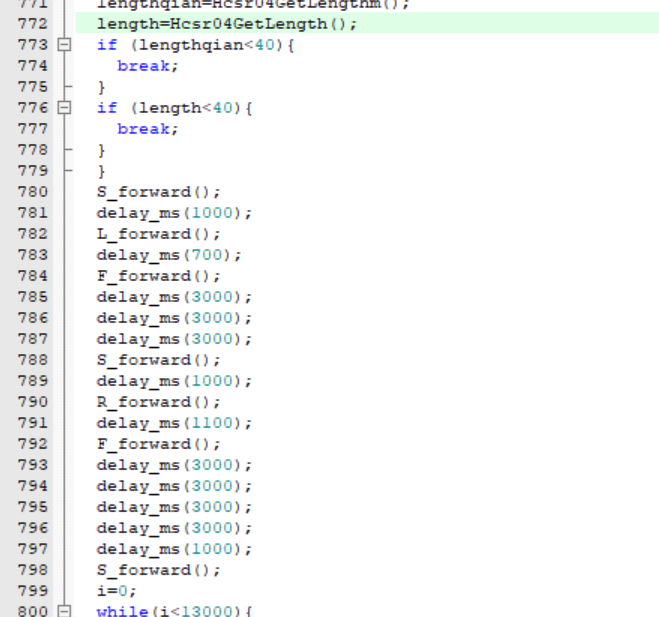 771 lengthqian=Hcsr04GetLengthm();
772 length=Hcsr04GetLength();
773 if (lengthqian<40){
774 break;
775 }
776 if (length<40){
777 break;
778 }
779 }
780 S_forward();
781 delay_ms(1000);
782 L_forward();
783 delay_ms(700);
784 F_forward();
785 delay_ms(3000);
786 delay_ms(3000);
787 delay_ms(3000);
788 S_forward();
789 delay_ms(1000);
790 R_forward();
791 delay_ms(1100);
792 F_forward();
793 delay_ms(3000);
794 delay_ms(3000);
795 delay_ms(3000);
796 delay_ms(3000);
797 delay_ms(1000);
798 S_forward();
799 i=0;
800 while(i<13000){